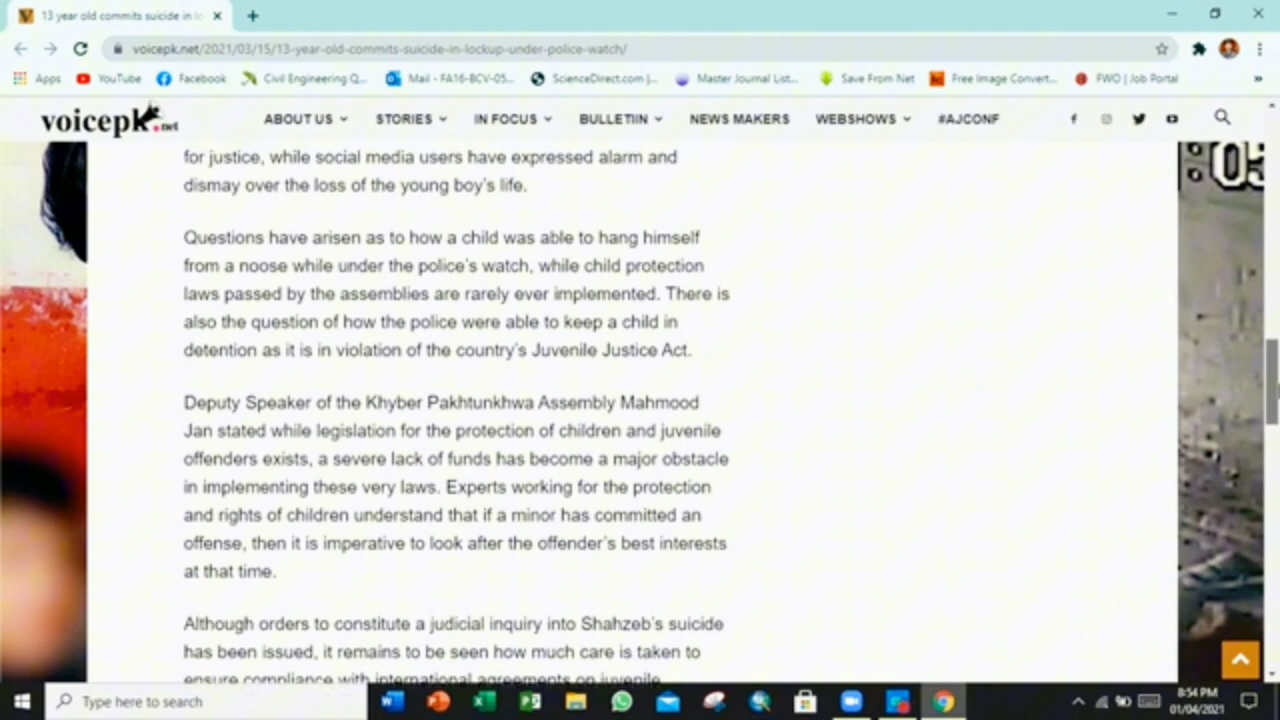 13 year old commits suicide in lo
voicepk.net/2021/03/15/13-year-old-commits-suicide-in-lockup-under-police-watch/
Apps YouTube Facebook Civil Engineering Q... Mail - FA16-BCV-05... ScienceDirect.com |... Master Journal List... Save From Net Free Image Convert... FWO | Job Portal »
voicepk.net ABOUT US STORIES IN FOCUS BULLETIIN NEWS MAKERS WEBSHOWS #AJCONF
:05
for justice, while social media users have expressed alarm and
dismay over the loss of the young boy's life.
Questions have arisen as to how a child was able to hang himself
from a noose while under the police's watch, while child protection
laws passed by the assemblies are rarely ever implemented. There is
also the question of how the police were able to keep a child in
detention as it is in violation of the country's Juvenile Justice Act.
Deputy Speaker of the Khyber Pakhtunkhwa Assembly Mahmood
Jan stated while legislation for the protection of children and juvenile
offenders exists, a severe lack of funds has become a major obstacle
in implementing these very laws. Experts working for the protection
and rights of children understand that if a minor has committed an
offense, then it is imperative to look after the offender's best interests
at that time.
Although orders to constitute a judicial inquiry into Shahzeb's suicide
has been issued, it remains to be seen how much care is taken to
ensure compliance with international agreements on juvenile
Type here to search
8:54 PM
01/04/2021